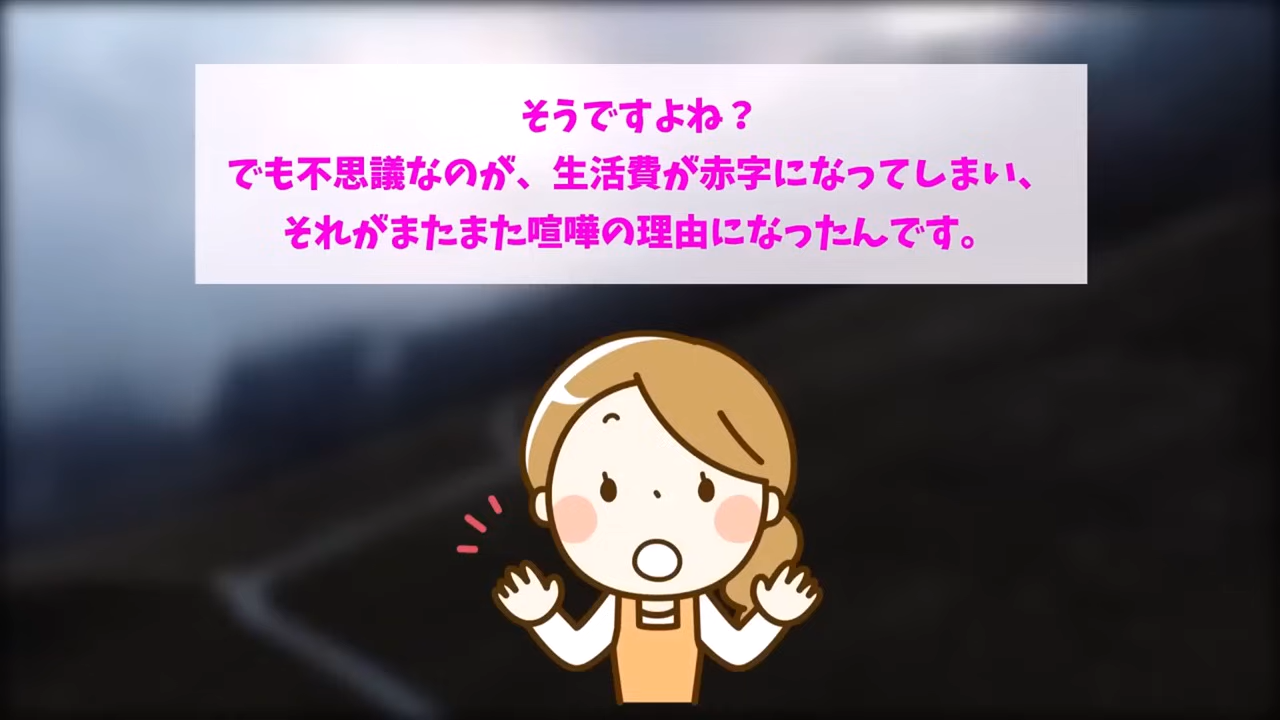 そうですよね？
でも不思議なのが、生活費が赤字になってしまい、
それがまたまた喧嘩の理由になったんです。